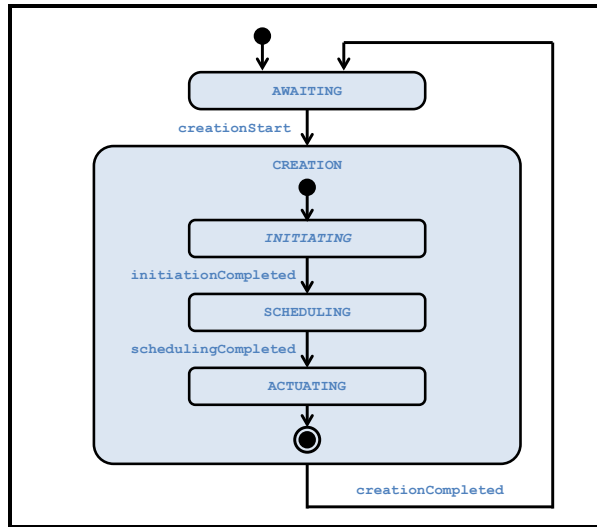 AWAITING
creationStart
CREATION
INITIATING
initiationCompleted
SCHEDULING
schedulingCompleted
ACTUATING
creationCompleted